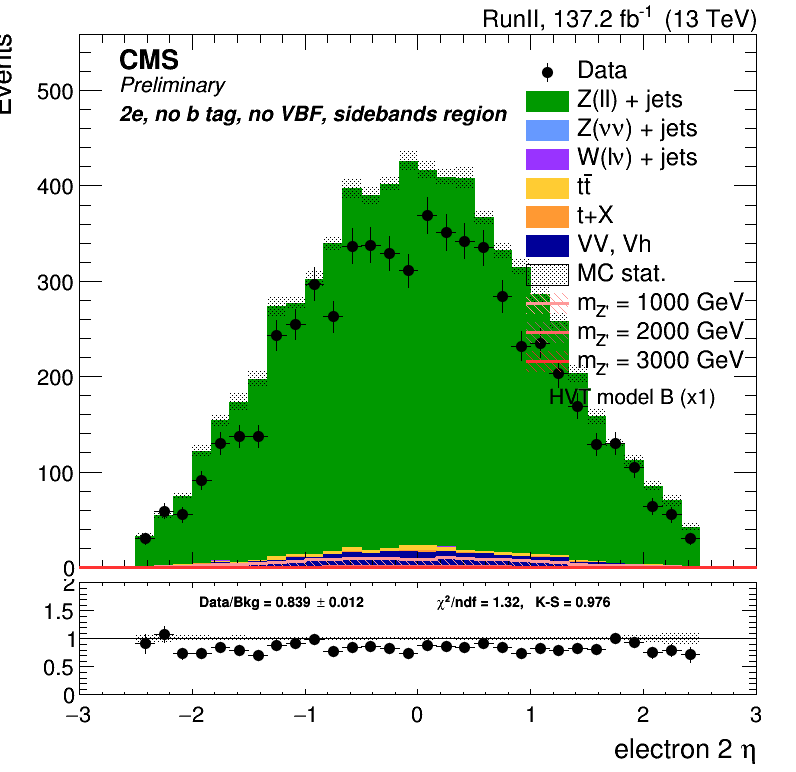 RunII, 137.2 fb⁻¹ (13 TeV)
Events
CMS
Preliminary
2e, no b tag, no VBF, sidebands region
Data
Z(ll) + jets
Z(νν) + jets
W(lν) + jets
tt̄
t+X
VV, Vh
MC stat.
m_Z' = 1000 GeV
m_Z' = 2000 GeV
m_Z' = 3000 GeV
HVT model B (x1)
500
400
300
200
100
0
Data/Bkg = 0.839 ± 0.012
χ²/ndf = 1.32, K-S = 0.976
2
1.5
1
0.5
0
−3 −2 −1 0 1 2 3
electron 2 η